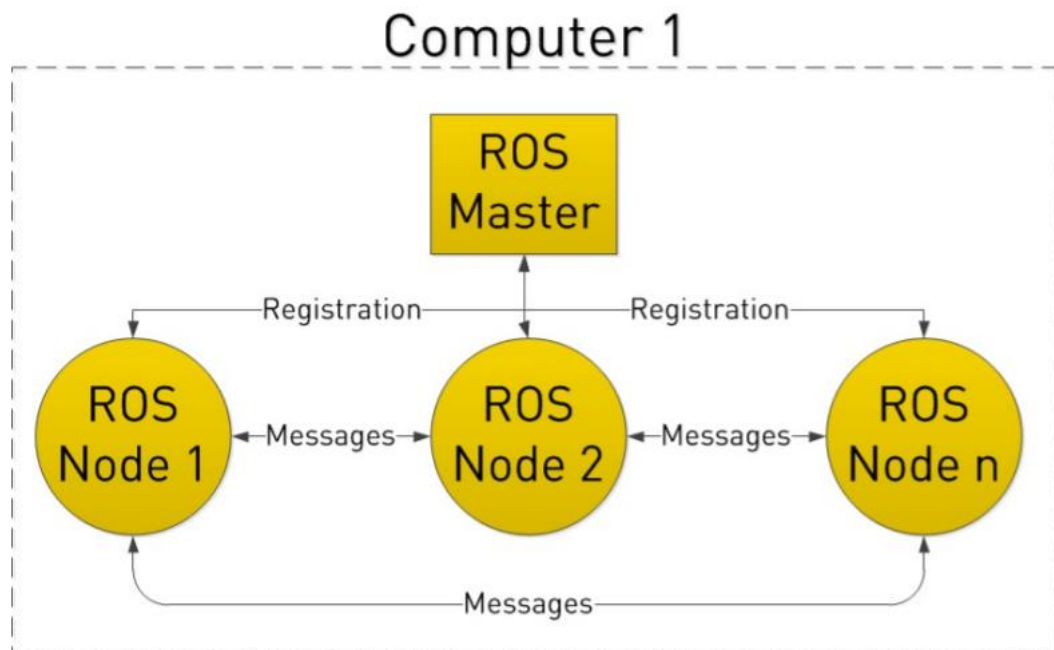 Computer 1
ROS
Master
Registration
Registration
ROS
Node 1
Messages
ROS
Node 2
Messages
ROS
Node n
Messages